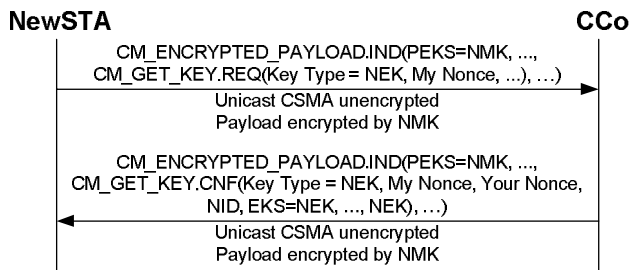 NewSTA
CCo
CM_ENCRYPTED_PAYLOAD.IND(PEKS=NMK, ...,
CM_GET_KEY.REQ(Key Type = NEK, My Nonce, ...), …)
Unicast CSMA unencrypted
Payload encrypted by NMK
CM_ENCRYPTED_PAYLOAD.IND(PEKS=NMK, ...,
CM_GET_KEY.CNF(Key Type = NEK, My Nonce, Your Nonce,
NID, EKS=NEK, ..., NEK), …)
Unicast CSMA unencrypted
Payload encrypted by NMK